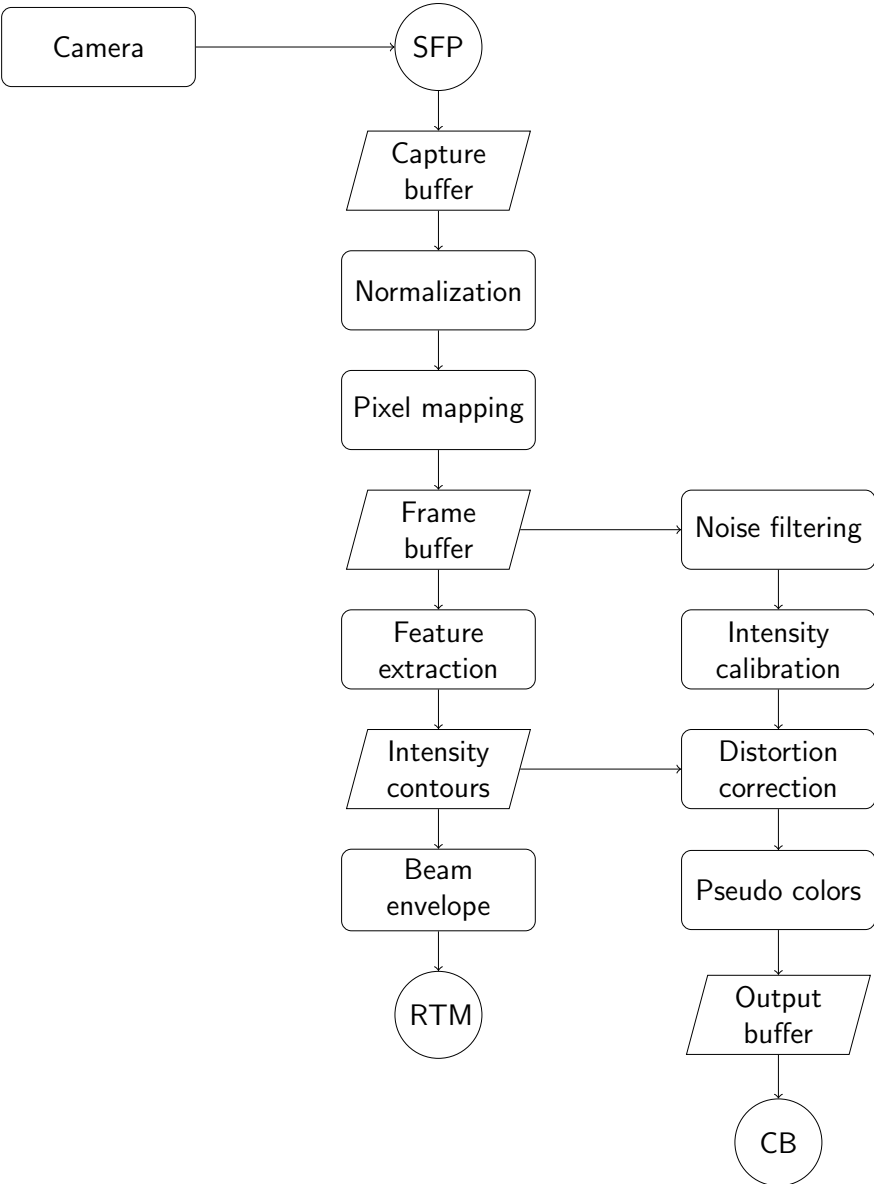 Camera
SFP
Capture
buffer
Normalization
Pixel mapping
Frame
buffer
Noise filtering
Feature
extraction
Intensity
calibration
Intensity
contours
Distortion
correction
Beam
envelope
Pseudo colors
RTM
Output
buffer
CB